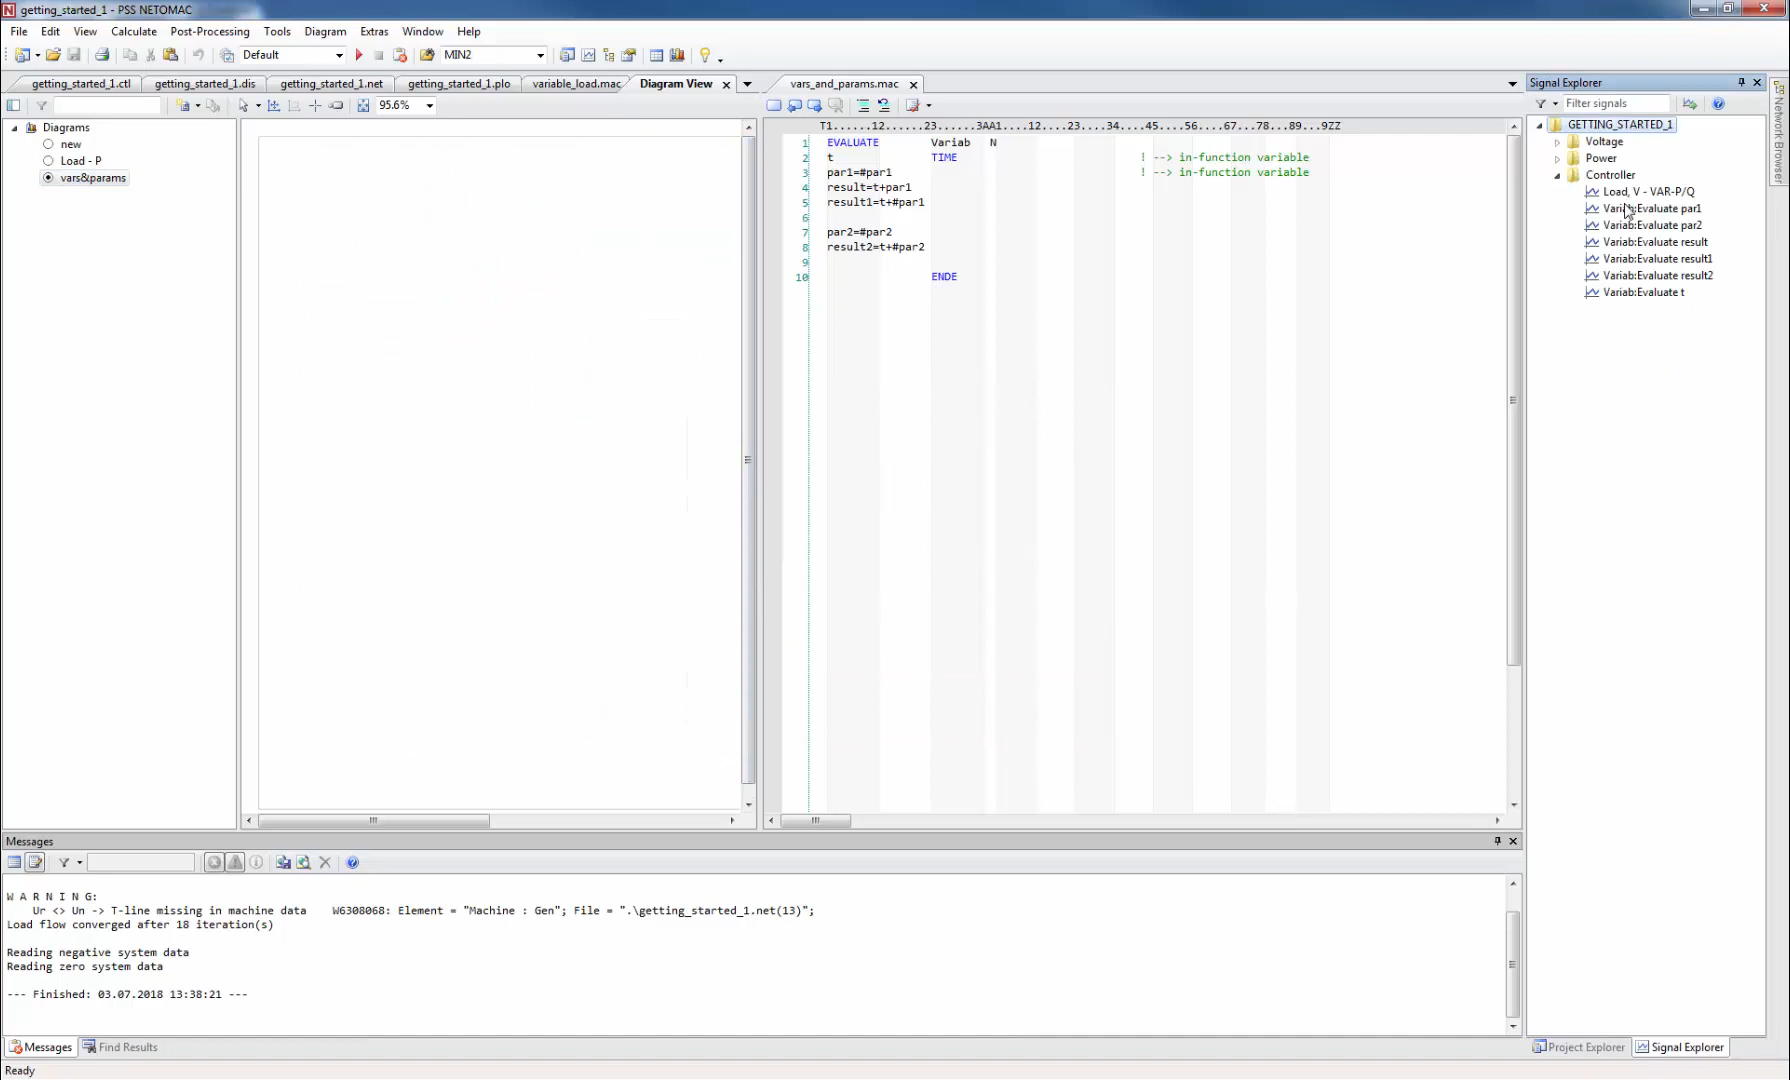 getting_started_1 - PSS NETOMAC
File Edit View Calculate Post-Processing Tools Diagram Extras Window Help
Default MIN2
getting_started_1.ctl getting_started_1.dis getting_started_1.net getting_started_1.plo variable_load.mac Diagram View
95.6%
Diagrams
new
Load - P
vars&params
vars_and_params.mac
T1......12......23......3AA1....12....23....34....45....56....67....78....89...9ZZ
1 EVALUATE Variab N
2 t TIME ! --> in-function variable
3 par1=#par1 ! --> in-function variable
4 result=t+par1
5 result1=t+#par1
6
7 par2=#par2
8 result2=t+#par2
9
10 ENDE
Signal Explorer
Filter signals
GETTING_STARTED_1
Voltage
Power
Controller
Load, V - VAR-P/Q
Variab:Evaluate par1
Variab:Evaluate par2
Variab:Evaluate result
Variab:Evaluate result1
Variab:Evaluate result2
Variab:Evaluate t
Network Browser
Messages
W A R N I N G:
Ur <> Un -> T-line missing in machine data W6308068: Element = "Machine : Gen"; File = ".\getting_started_1.net(13)";
Load flow converged after 18 iteration(s)
Reading negative system data
Reading zero system data
--- Finished: 03.07.2018 13:38:21 ---
Messages Find Results
Project Explorer Signal Explorer
Ready